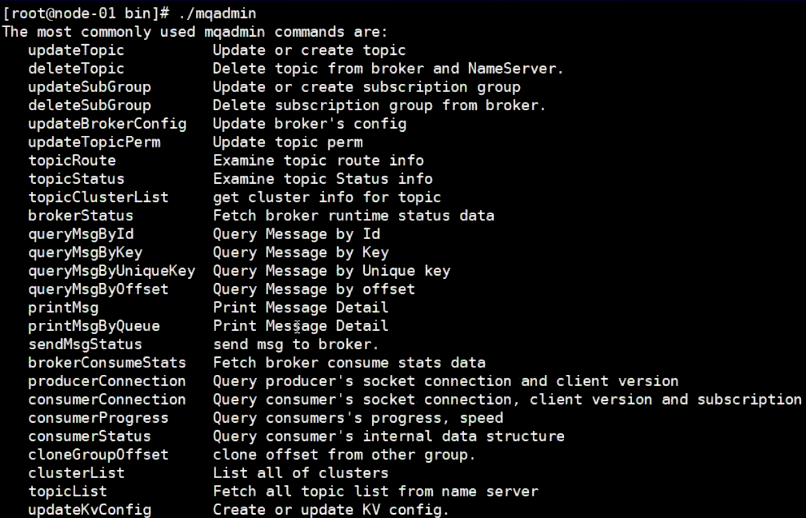 [root@node-01 bin]# ./mqadmin
The most commonly used mqadmin commands are:
updateTopic Update or create topic
deleteTopic Delete topic from broker and NameServer.
updateSubGroup Update or create subscription group
deleteSubGroup Delete subscription group from broker.
updateBrokerConfig Update broker's config
updateTopicPerm Update topic perm
topicRoute Examine topic route info
topicStatus Examine topic Status info
topicClusterList get cluster info for topic
brokerStatus Fetch broker runtime status data
queryMsgById Query Message by Id
queryMsgByKey Query Message by Key
queryMsgByUniqueKey Query Message by Unique key
queryMsgByOffset Query Message by offset
printMsg Print Message Detail
printMsgByQueue Print Message Detail
sendMsgStatus send msg to broker.
brokerConsumeStats Fetch broker consume stats data
producerConnection Query producer's socket connection and client version
consumerConnection Query consumer's socket connection, client version and subscription
consumerProgress Query consumers's progress, speed
consumerStatus Query consumer's internal data structure
cloneGroupOffset clone offset from other group.
clusterList List all of clusters
topicList Fetch all topic list from name server
updateKvConfig Create or update KV config.